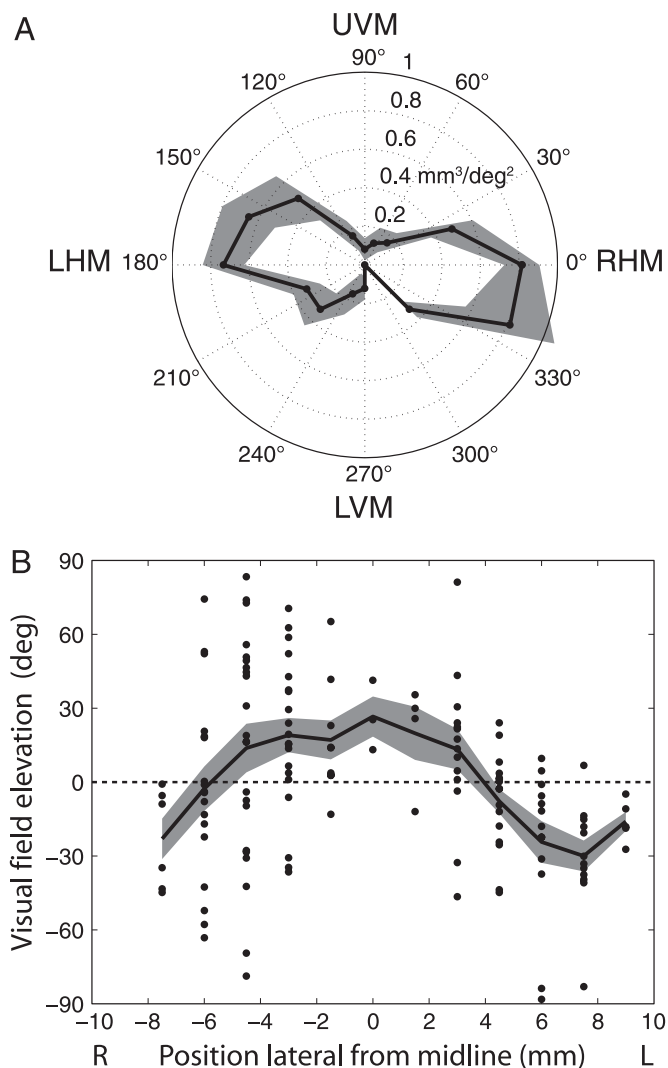 A
UVM
90°
1
120°
60°
0.8
0.6
150°
30°
0.4 mm³/deg²
0.2
LHM 180°
0° RHM
210°
330°
240°
300°
270°
LVM
B
90
60
30
0
−30
−60
−90
Visual field elevation (deg)
−10 −8 −6 −4 −2 0 2 4 6 8 10
R Position lateral from midline (mm) L